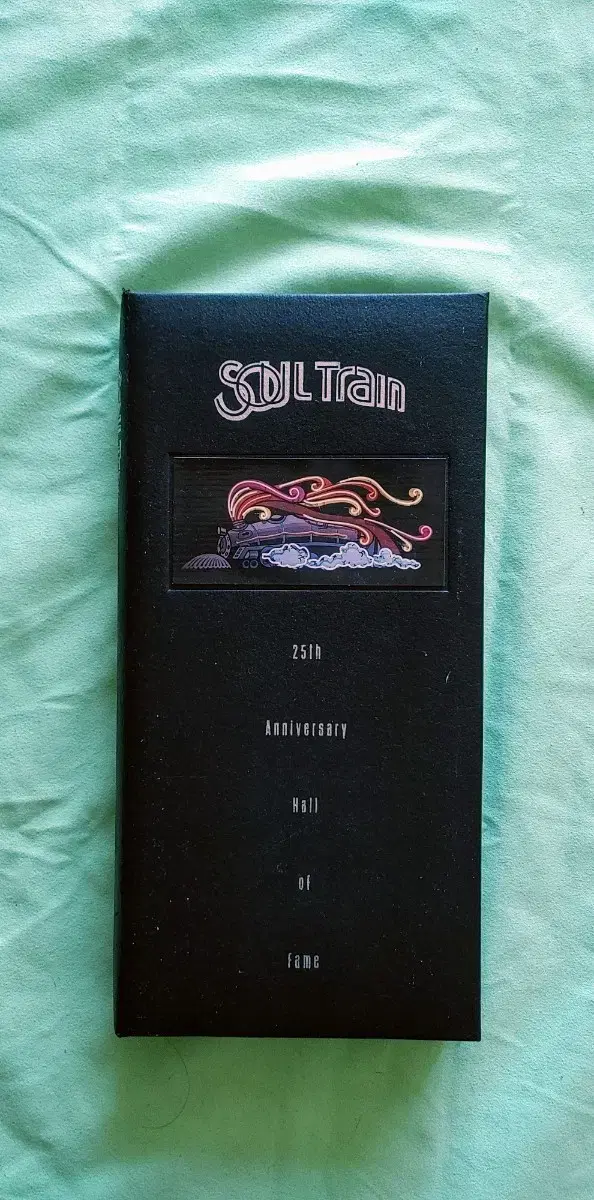 SOUL Train
25th
Anniversary
Hall
of
Fame